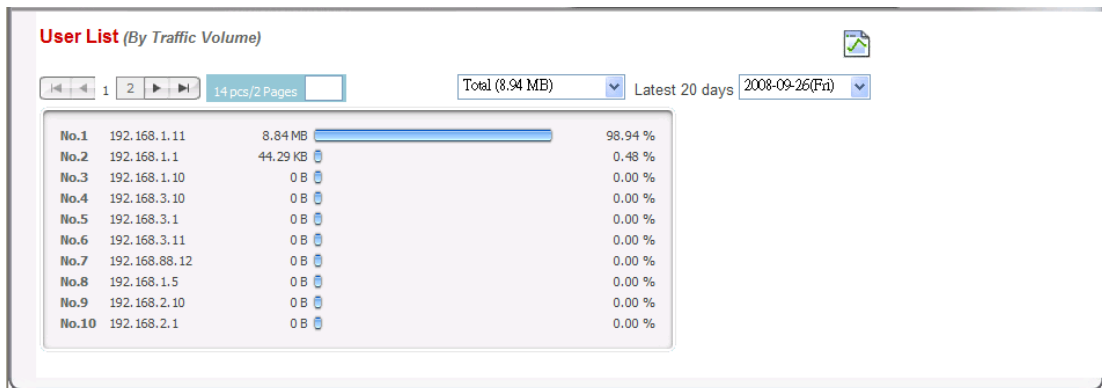 User List (By Traffic Volume)
1 2 14 pcs/2 Pages Total (8.94 MB) Latest 20 days 2008-09-26(Fri)
No.1 192.168.1.11 8.84 MB 98.94 %
No.2 192.168.1.1 44.29 KB 0.48 %
No.3 192.168.1.10 0 B 0.00 %
No.4 192.168.3.10 0 B 0.00 %
No.5 192.168.3.1 0 B 0.00 %
No.6 192.168.3.11 0 B 0.00 %
No.7 192.168.88.12 0 B 0.00 %
No.8 192.168.1.5 0 B 0.00 %
No.9 192.168.2.10 0 B 0.00 %
No.10 192.168.2.1 0 B 0.00 %